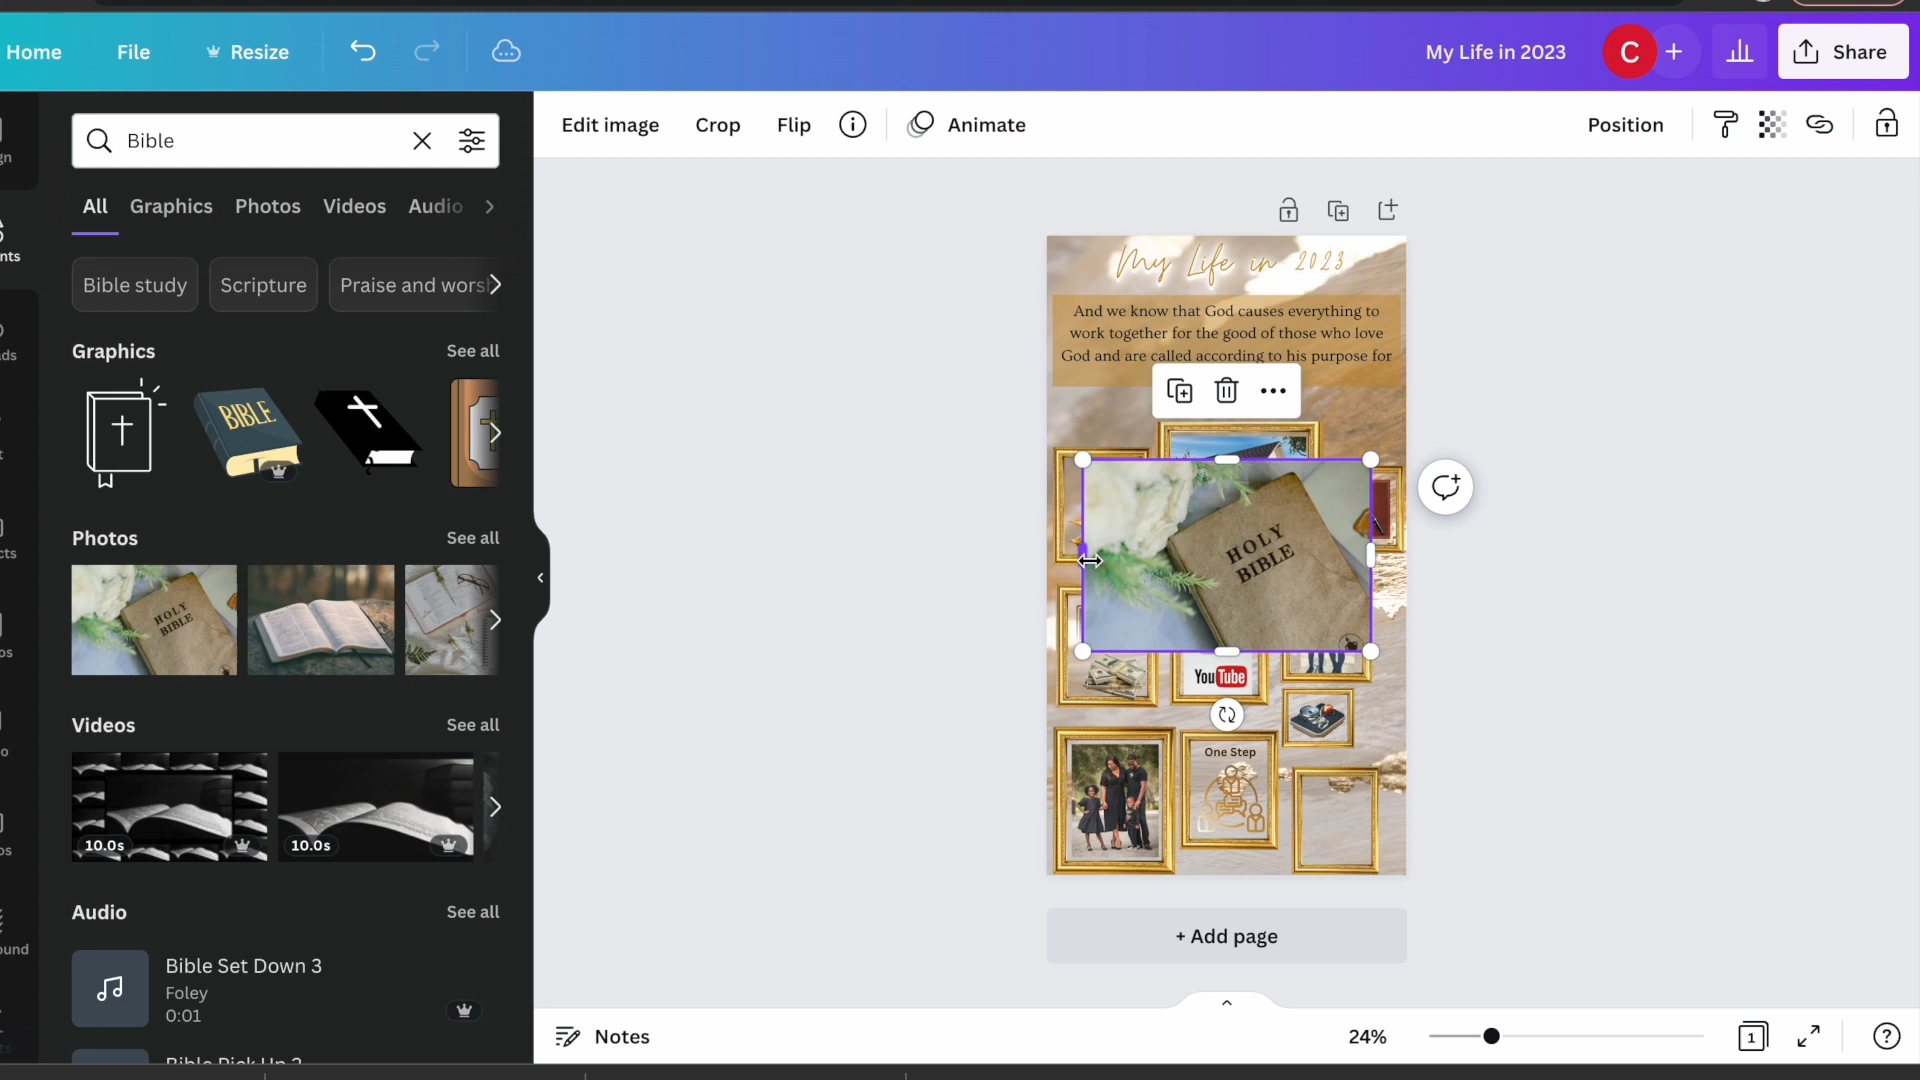 Home
File
Resize
My Life in 2023
C
Share
Bible
Edit image
Crop
Flip
Animate
Position
All
Graphics
Photos
Videos
Audio
Bible study
Scripture
Praise and wors
Graphics
See all
BIBLE
Photos
See all
HOLY
BIBLE
Videos
See all
10.0s
10.0s
Audio
See all
Bible Set Down 3
Foley
0:01
My Life in 2023
And we know that God causes everything to
work together for the good of those who love
God and are called according to his purpose for
HOLY
BIBLE
YouTube
One Step
+ Add page
Notes
24%
1